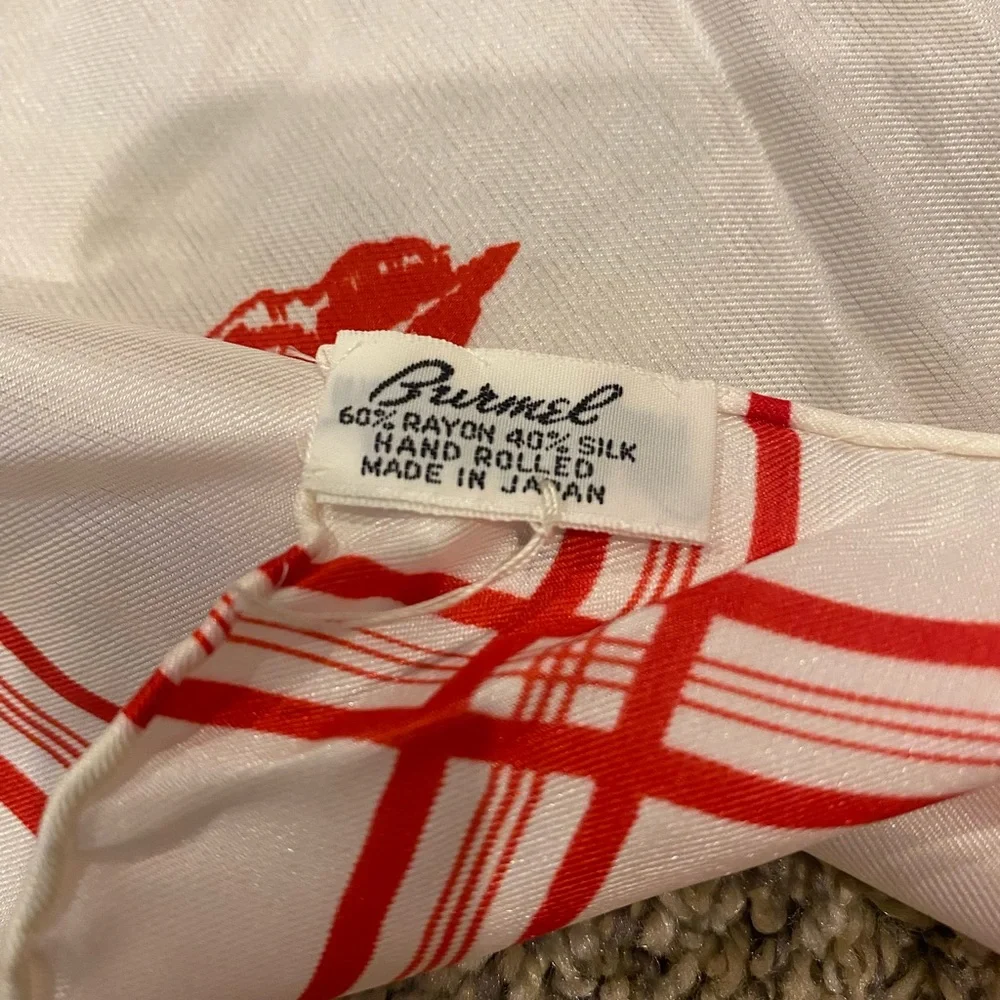 Burmel
60% RAYON 40% SILK
HAND ROLLED
MADE IN JAPAN